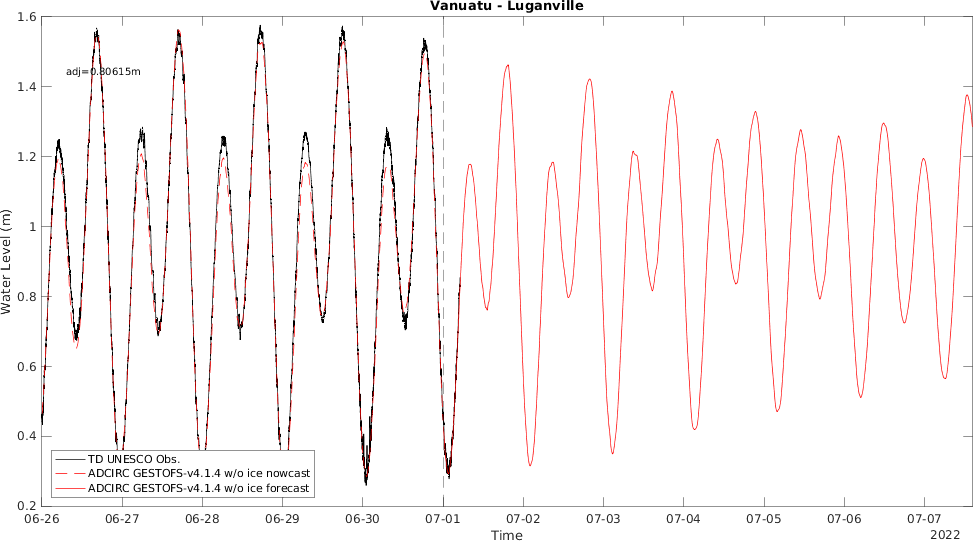 Vanuatu - Luganville
1.6
1.4
1.2
1
0.8
0.6
0.4
0.2
Water Level (m)
adj=0.80615m
TD UNESCO Obs.
ADCIRC GESTOFS-v4.1.4 w/o ice nowcast
ADCIRC GESTOFS-v4.1.4 w/o ice forecast
06-26 06-27 06-28 06-29 06-30 07-01 07-02 07-03 07-04 07-05 07-06 07-07
Time
2022